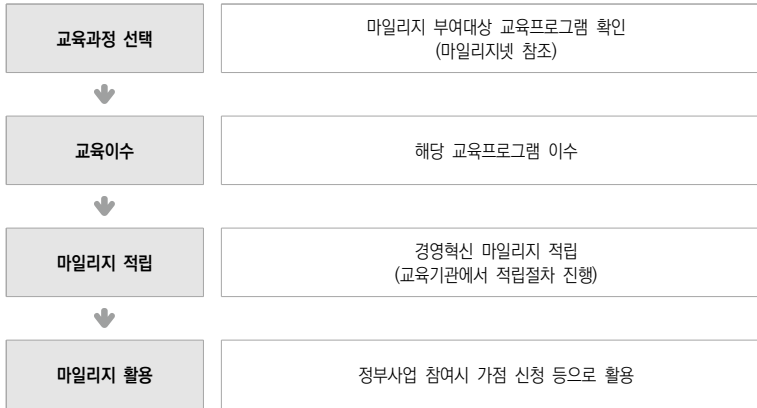 교육과정 선택
마일리지 부여대상 교육프로그램 확인
(마일리지넷 참조)
교육이수
해당 교육프로그램 이수
마일리지 적립
경영혁신 마일리지 적립
(교육기관에서 적립절차 진행)
마일리지 활용
정부사업 참여시 가점 신청 등으로 활용